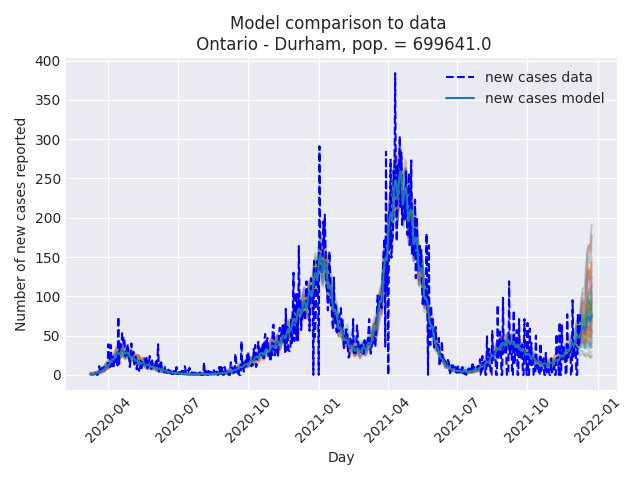 Model comparison to data
Ontario - Durham, pop. = 699641.0
new cases data
new cases model
Number of new cases reported
400
350
300
250
200
150
100
50
0
2020-04
2020-07
2020-10
2021-01
2021-04
2021-07
2021-10
2022-01
Day